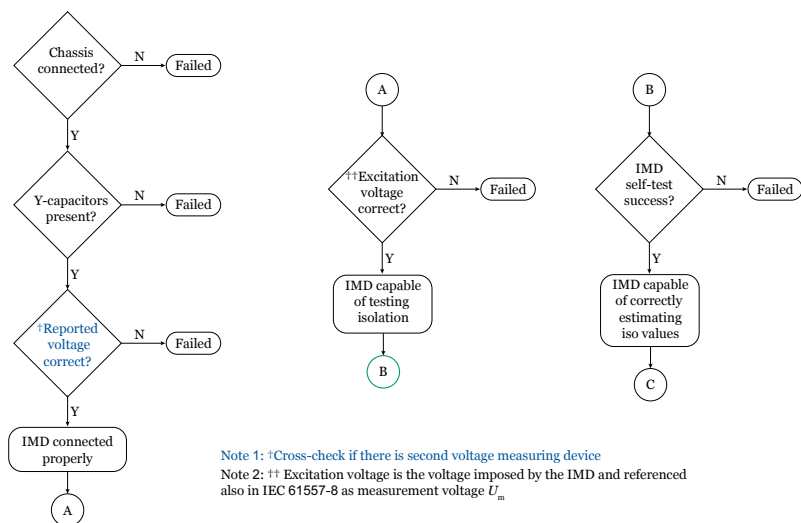 Chassis
connected?
N
Failed
Y
Y-capacitors
present?
N
Failed
Y
†Reported
voltage
correct?
N
Failed
Y
IMD connected
properly
A
A
††Excitation
voltage
correct?
N
Failed
Y
IMD capable
of testing
isolation
B
B
IMD
self-test
success?
N
Failed
Y
IMD capable
of correctly
estimating
iso values
C
Note 1: †Cross-check if there is second voltage measuring device
Note 2: †† Excitation voltage is the voltage imposed by the IMD and referenced
also in IEC 61557-8 as measurement voltage Um